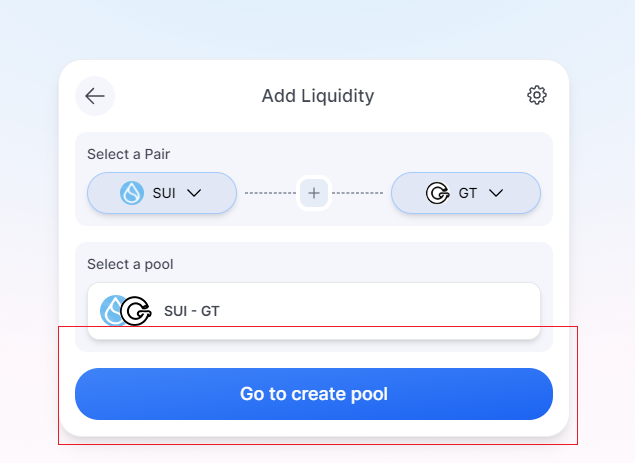 Add Liquidity
Select a Pair
SUI
GT
Select a pool
SUI - GT
Go to create pool